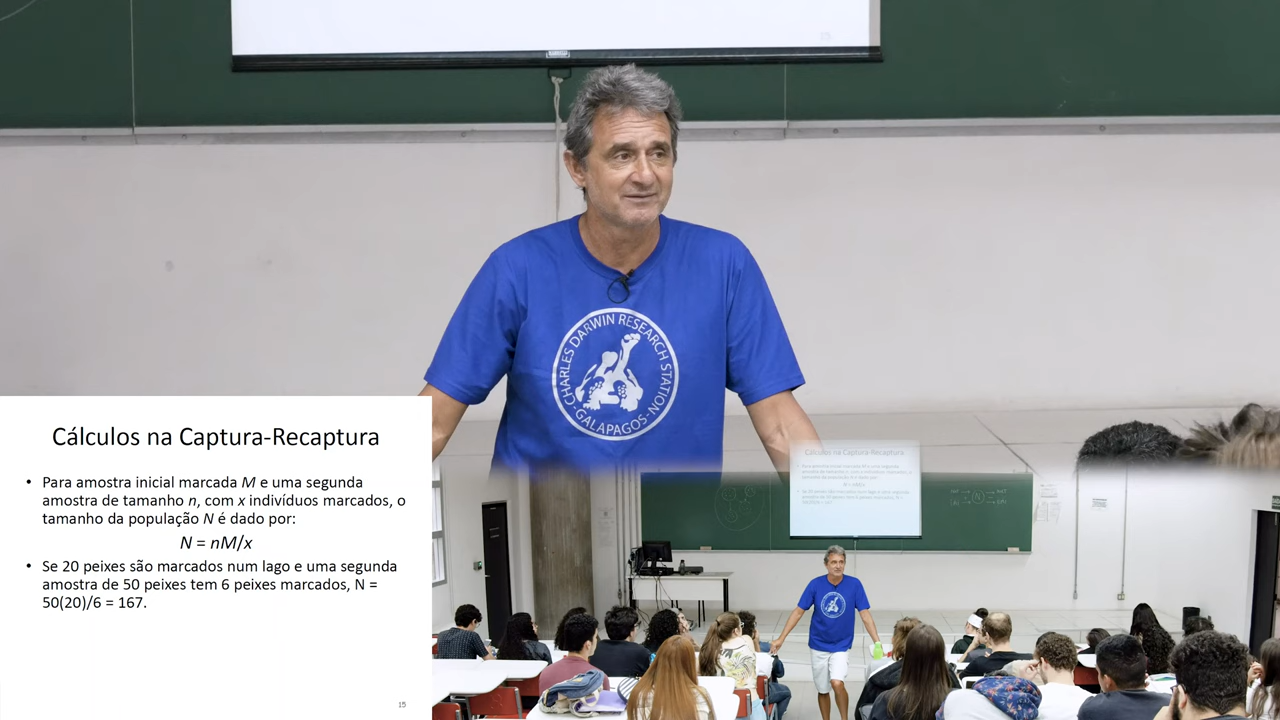 CHARLES DARWIN RESEARCH STATION
- GALAPAGOS -
Cálculos na Captura-Recaptura
• Para amostra inicial marcada M e uma segunda
amostra de tamanho n, com x indivíduos marcados, o
tamanho da população N é dado por:
N = nM/x
• Se 20 peixes são marcados num lago e uma segunda
amostra de 50 peixes tem 6 peixes marcados, N =
50(20)/6 = 167.
15
Cálculos na Captura-Recaptura